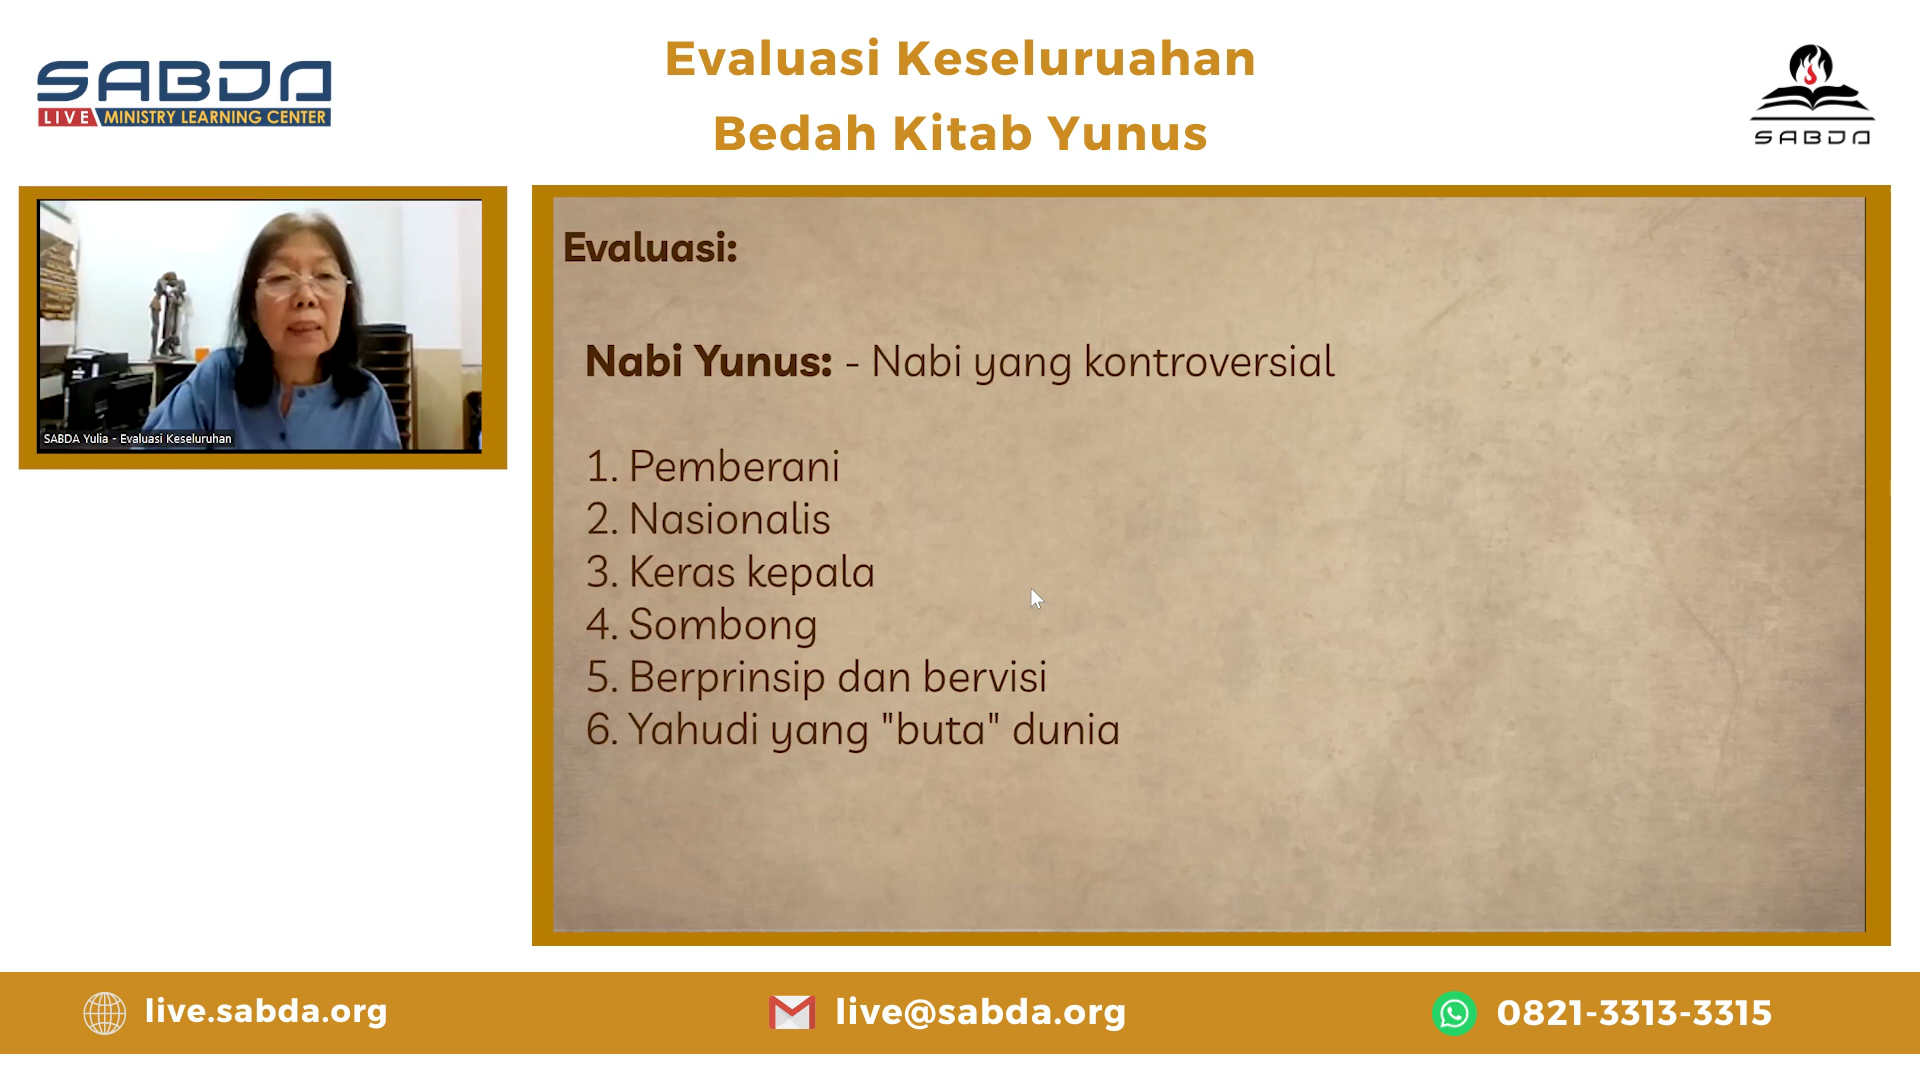 SABDA
LIVE MINISTRY LEARNING CENTER
Evaluasi Keseluruahan
Bedah Kitab Yunus
SABDA
SABDA Yulia - Evaluasi Keseluruhan
Evaluasi:
Nabi Yunus: - Nabi yang kontroversial
1. Pemberani
2. Nasionalis
3. Keras kepala
4. Sombong
5. Berprinsip dan bervisi
6. Yahudi yang "buta" dunia
live.sabda.org
live@sabda.org
0821-3313-3315